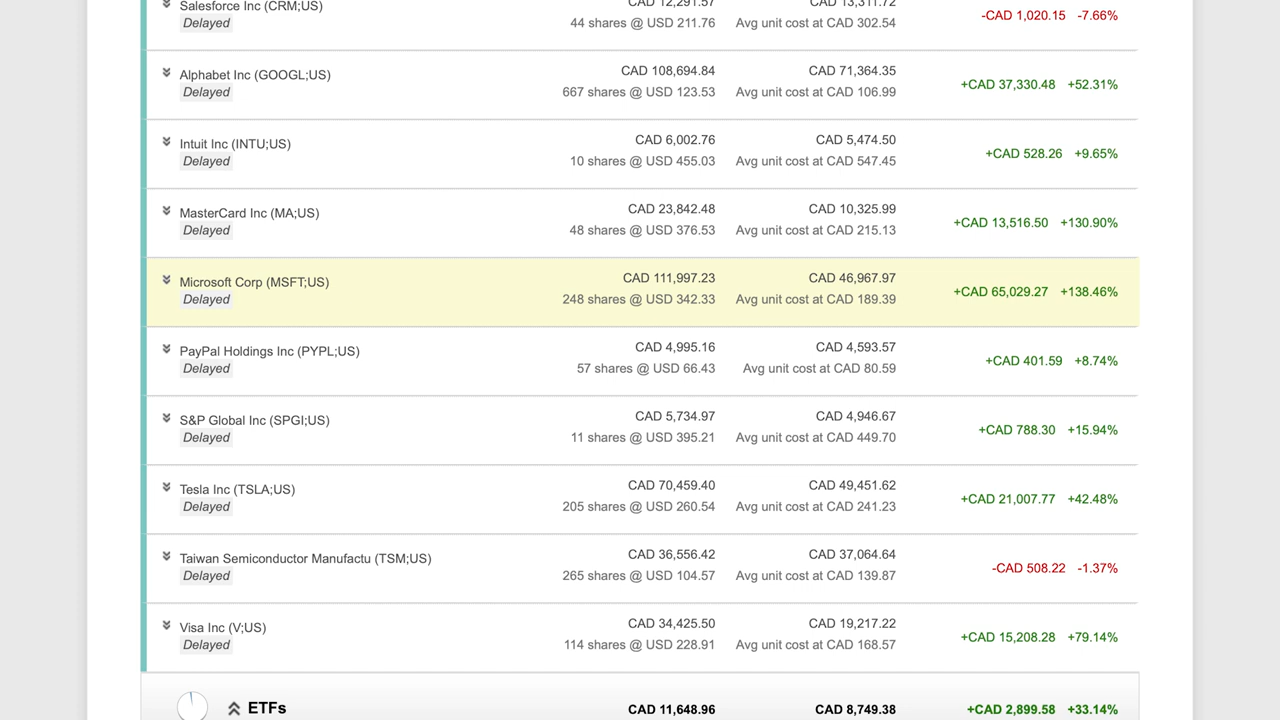 Salesforce Inc (CRM;US) CAD 12,291.57 CAD 13,311.72
Delayed 44 shares @ USD 211.76 Avg unit cost at CAD 302.54 -CAD 1,020.15 -7.66%
Alphabet Inc (GOOGL;US) CAD 108,694.84 CAD 71,364.35
Delayed 667 shares @ USD 123.53 Avg unit cost at CAD 106.99 +CAD 37,330.48 +52.31%
Intuit Inc (INTU;US) CAD 6,002.76 CAD 5,474.50
Delayed 10 shares @ USD 455.03 Avg unit cost at CAD 547.45 +CAD 528.26 +9.65%
MasterCard Inc (MA;US) CAD 23,842.48 CAD 10,325.99
Delayed 48 shares @ USD 376.53 Avg unit cost at CAD 215.13 +CAD 13,516.50 +130.90%
Microsoft Corp (MSFT;US) CAD 111,997.23 CAD 46,967.97
Delayed 248 shares @ USD 342.33 Avg unit cost at CAD 189.39 +CAD 65,029.27 +138.46%
PayPal Holdings Inc (PYPL;US) CAD 4,995.16 CAD 4,593.57
Delayed 57 shares @ USD 66.43 Avg unit cost at CAD 80.59 +CAD 401.59 +8.74%
S&P Global Inc (SPGI;US) CAD 5,734.97 CAD 4,946.67
Delayed 11 shares @ USD 395.21 Avg unit cost at CAD 449.70 +CAD 788.30 +15.94%
Tesla Inc (TSLA;US) CAD 70,459.40 CAD 49,451.62
Delayed 205 shares @ USD 260.54 Avg unit cost at CAD 241.23 +CAD 21,007.77 +42.48%
Taiwan Semiconductor Manufactu (TSM;US) CAD 36,556.42 CAD 37,064.64
Delayed 265 shares @ USD 104.57 Avg unit cost at CAD 139.87 -CAD 508.22 -1.37%
Visa Inc (V;US) CAD 34,425.50 CAD 19,217.22
Delayed 114 shares @ USD 228.91 Avg unit cost at CAD 168.57 +CAD 15,208.28 +79.14%
ETFs CAD 11,648.96 CAD 8,749.38 +CAD 2,899.58 +33.14%